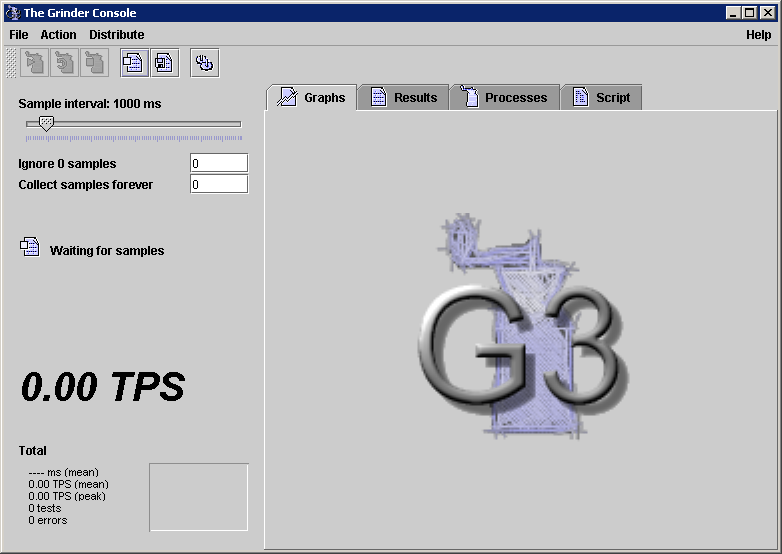 The Grinder Console
File Action Distribute Help
Graphs Results Processes Script
Sample interval: 1000 ms
Ignore 0 samples 0
Collect samples forever 0
Waiting for samples
G3
0.00 TPS
Total
---- ms (mean)
0.00 TPS (mean)
0.00 TPS (peak)
0 tests
0 errors